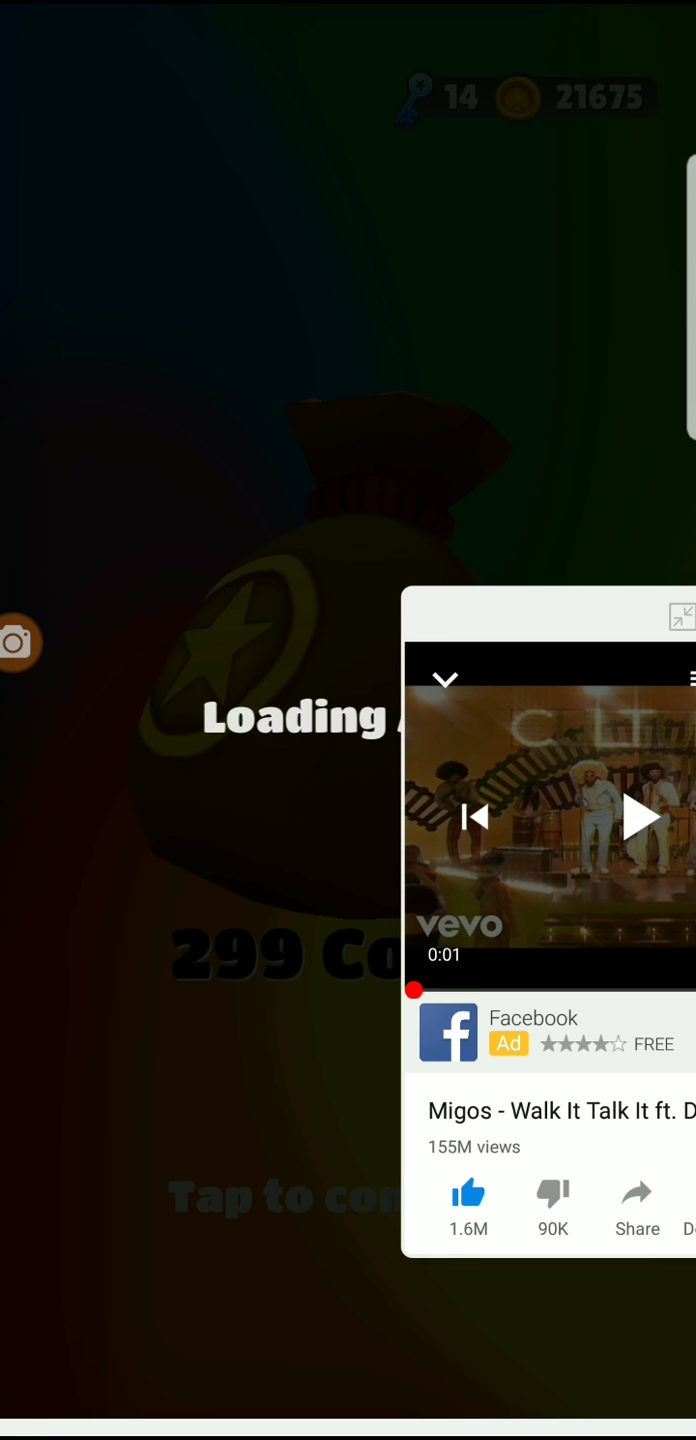 14 21675
Loading
299 Co
Tap to con
vevo
0:01
Facebook
Ad FREE
Migos - Walk It Talk It ft. D
155M views
1.6M 90K Share